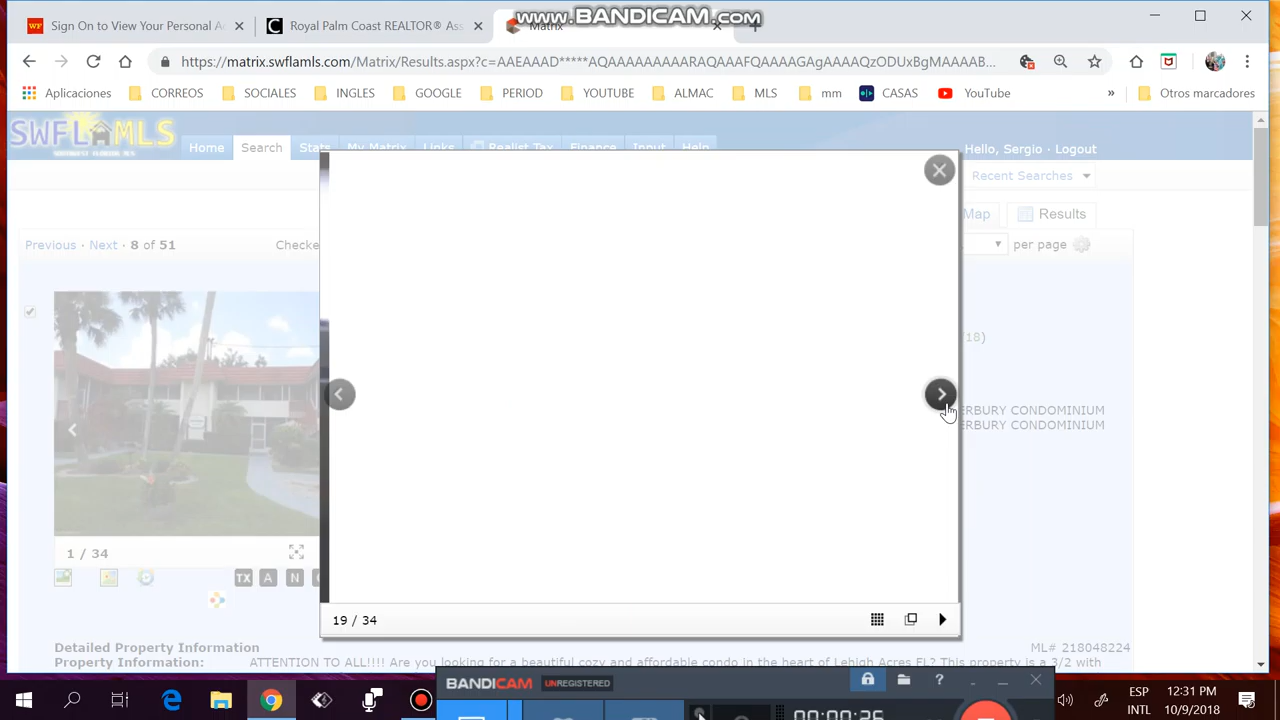 www.BANDICAM.com
Sign On to View Your Personal A
Royal Palm Coast REALTOR® Ass
Matrix
https://matrix.swflamls.com/Matrix/Results.aspx?c=AAEAAAD*****AQAAAAAAAAARAQAAAFQAAAAGAgAAAAQzODUxBgMAAAAB...
Aplicaciones
CORREOS
SOCIALES
INGLES
GOOGLE
PERIOD
YOUTUBE
ALMAC
MLS
mm
CASAS
YouTube
»
Otros marcadores
SWFLAMLS
Home
Search
Stats
My Matrix
Links
Realist Tax
Finance
Input
Help
Hello, Sergio · Logout
Recent Searches
Map
Results
Previous · Next · 8 of 51
Checke
per page
/18)
ERBURY CONDOMINIUM
ERBURY CONDOMINIUM
1 / 34
TX A N
19 / 34
Detailed Property Information
ML# 218048224
Property Information: ATTENTION TO ALL!!!! Are you looking for a beautiful cozy and affordable condo in the heart of Lehigh Acres FL? This property is a 3/2 with
BANDICAM UNREGISTERED
00:00:26
ESP
INTL
12:31 PM
10/9/2018